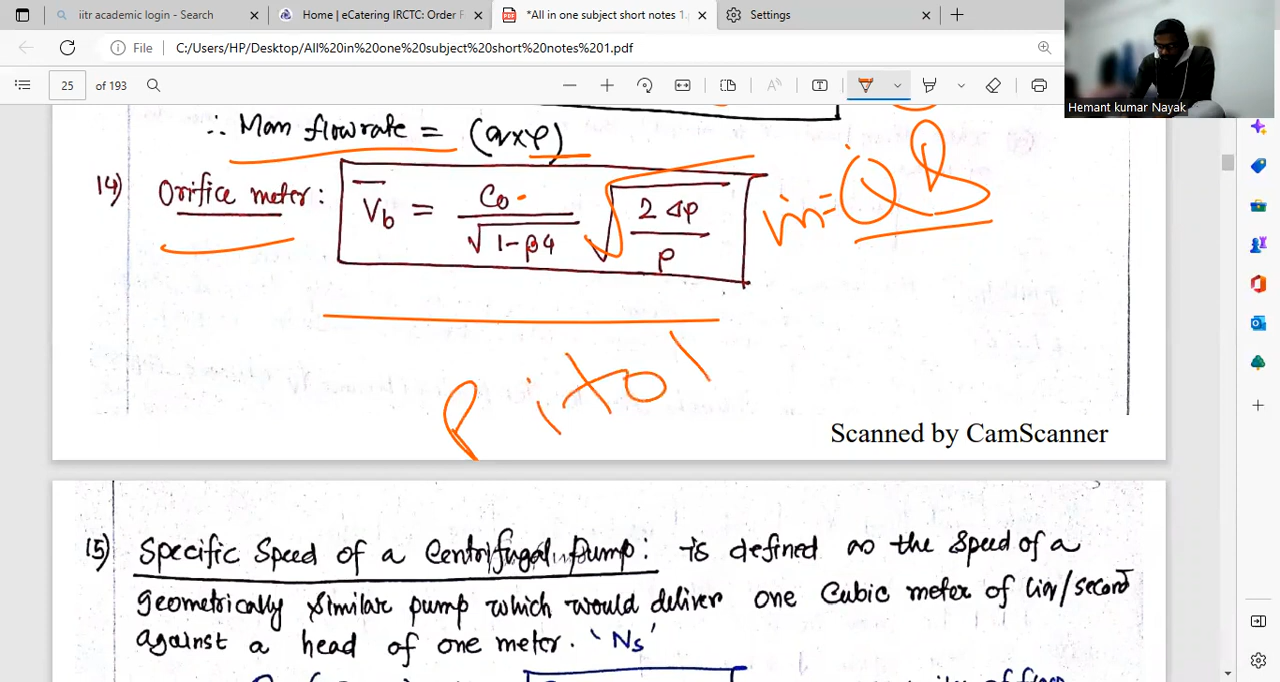 iitr academic login - Search
Home | eCatering IRCTC: Order F
*All in one subject short notes 1.p
Settings
File
C:/Users/HP/Desktop/All%20in%20one%20subject%20short%20notes%201.pdf
25 of 193
Hemant kumar Nayak
∴ Mass flowrate = (q×ρ)
14) Orifice meter: V̅b = Co / √(1-β4) √(2Δp / ρ)
ṁ = Q̇ρ
Pitot
Scanned by CamScanner
15) Specific Speed of a Centrifugal Pump: is defined as the speed of a
geometrically similar pump which would deliver one cubic meter of liq/second
against a head of one meter. 'Ns'